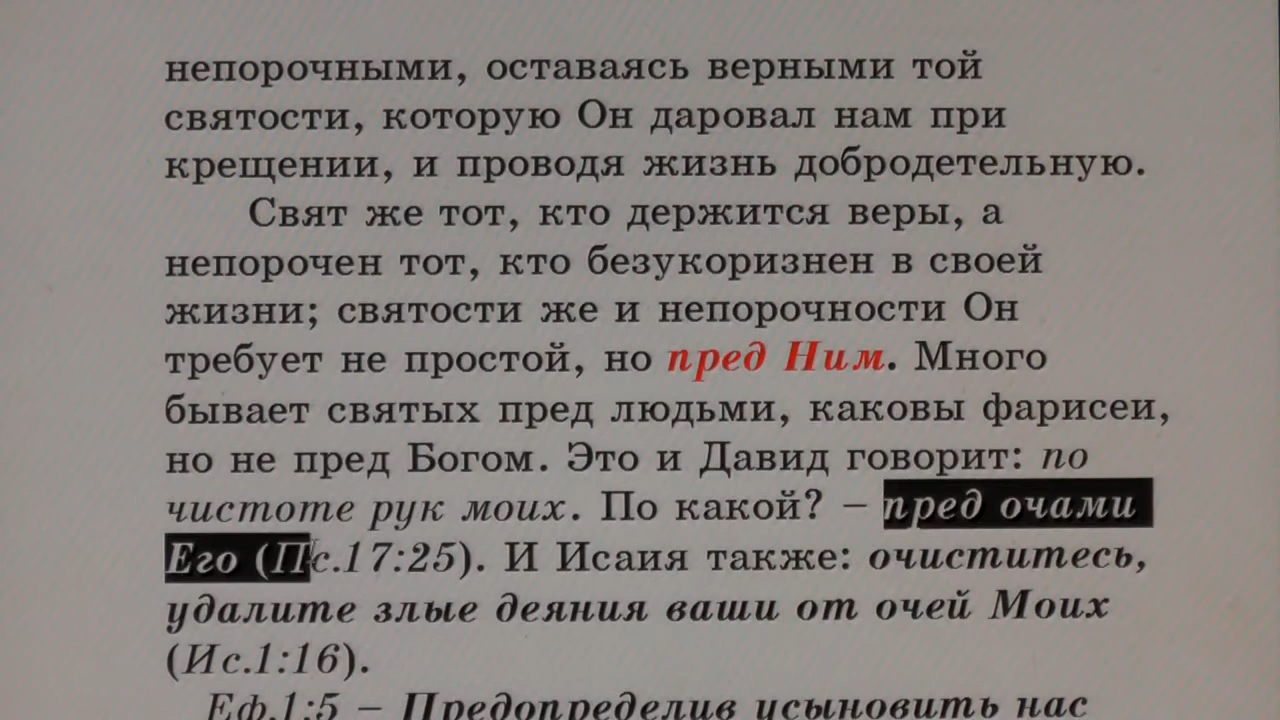 непорочными, оставаясь верными той
святости, которую Он даровал нам при
крещении, и проводя жизнь добродетельную.
Свят же тот, кто держится веры, а
непорочен тот, кто безукоризнен в своей
жизни; святости же и непорочности Он
требует не простой, но пред Ним. Много
бывает святых пред людьми, каковы фарисеи,
но не пред Богом. Это и Давид говорит: по
чистоте рук моих. По какой? – пред очами
Его (Пс.17:25). И Исаия также: очиститесь,
удалите злые деяния ваши от очей Моих
(Ис.1:16).
Еф.1:5 – Предопределив усыновить нас